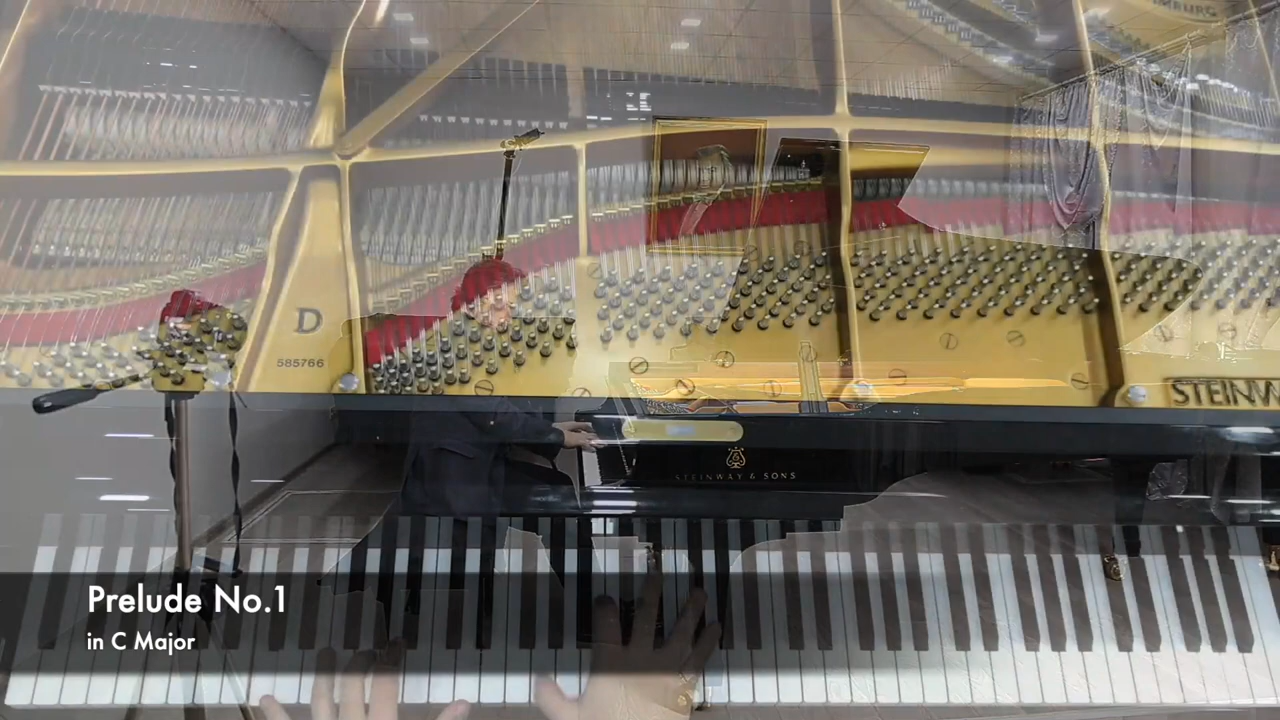 D
585766
STEINW
STEINWAY & SONS
Prelude No.1
in C Major